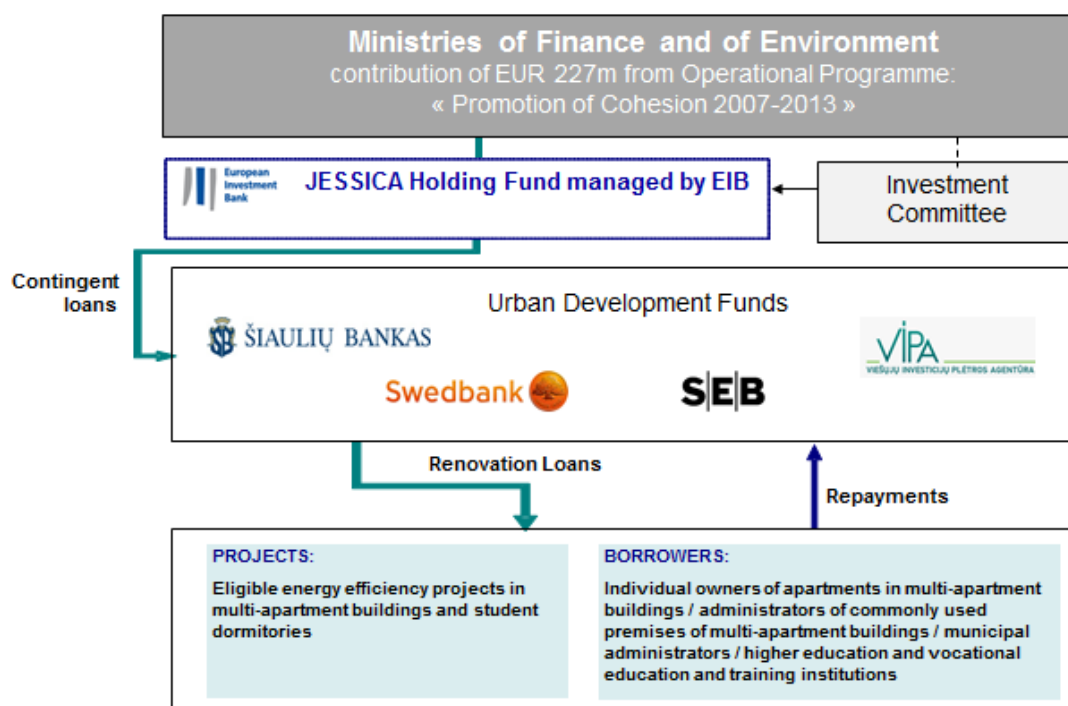 Ministries of Finance and of Environment
contribution of EUR 227m from Operational Programme:
« Promotion of Cohesion 2007-2013 »
European
Investment
Bank
JESSICA Holding Fund managed by EIB
Investment
Committee
Contingent
loans
Urban Development Funds
SB ŠIAULIŲ BANKAS
VIPA
VIEŠŲJŲ INVESTICIJŲ PLĖTROS AGENTŪRA
Swedbank
S|E|B
Renovation Loans
Repayments
PROJECTS:
Eligible energy efficiency projects in
multi-apartment buildings and student
dormitories
BORROWERS:
Individual owners of apartments in multi-apartment
buildings / administrators of commonly used
premises of multi-apartment buildings / municipal
administrators / higher education and vocational
education and training institutions